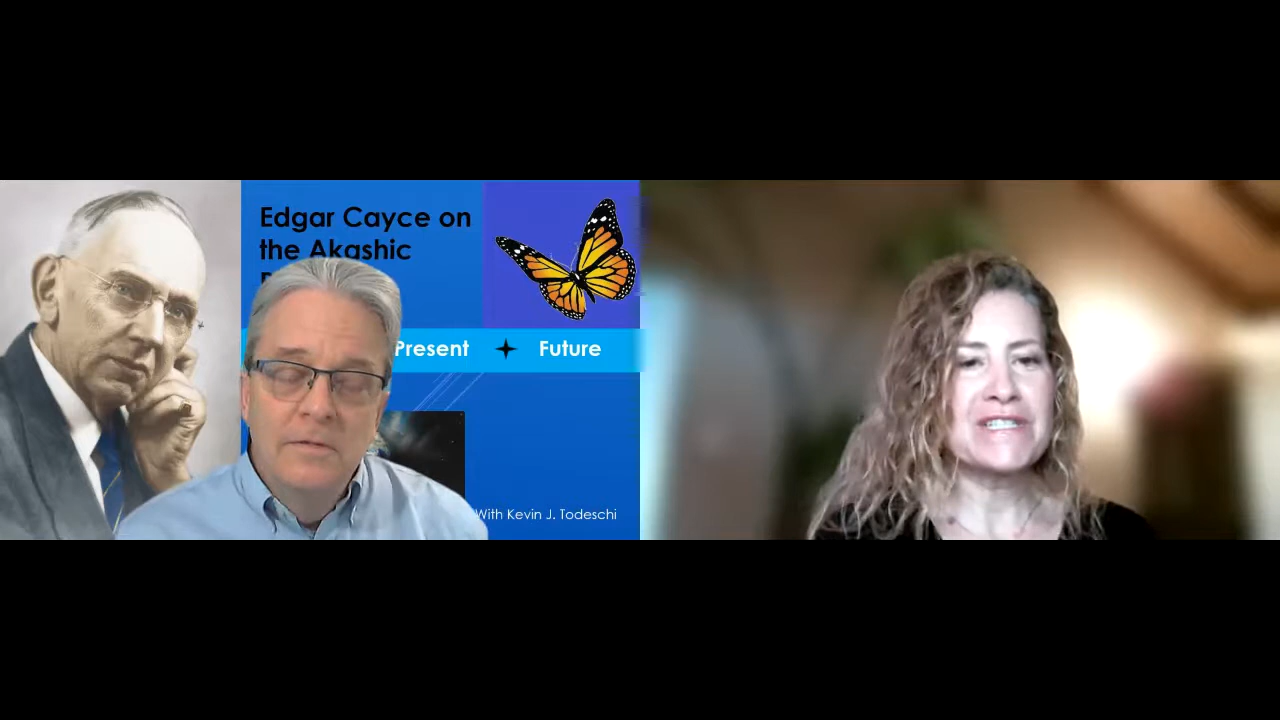 Edgar Cayce on
the Akashic
Present
Future
With Kevin J. Todeschi